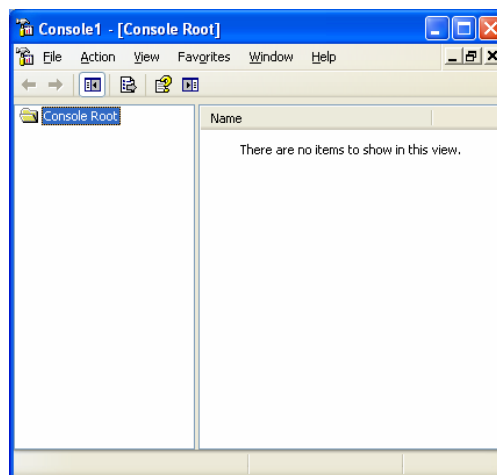 Console1 - [Console Root]
File Action View Favorites Window Help
Console Root
Name
There are no items to show in this view.